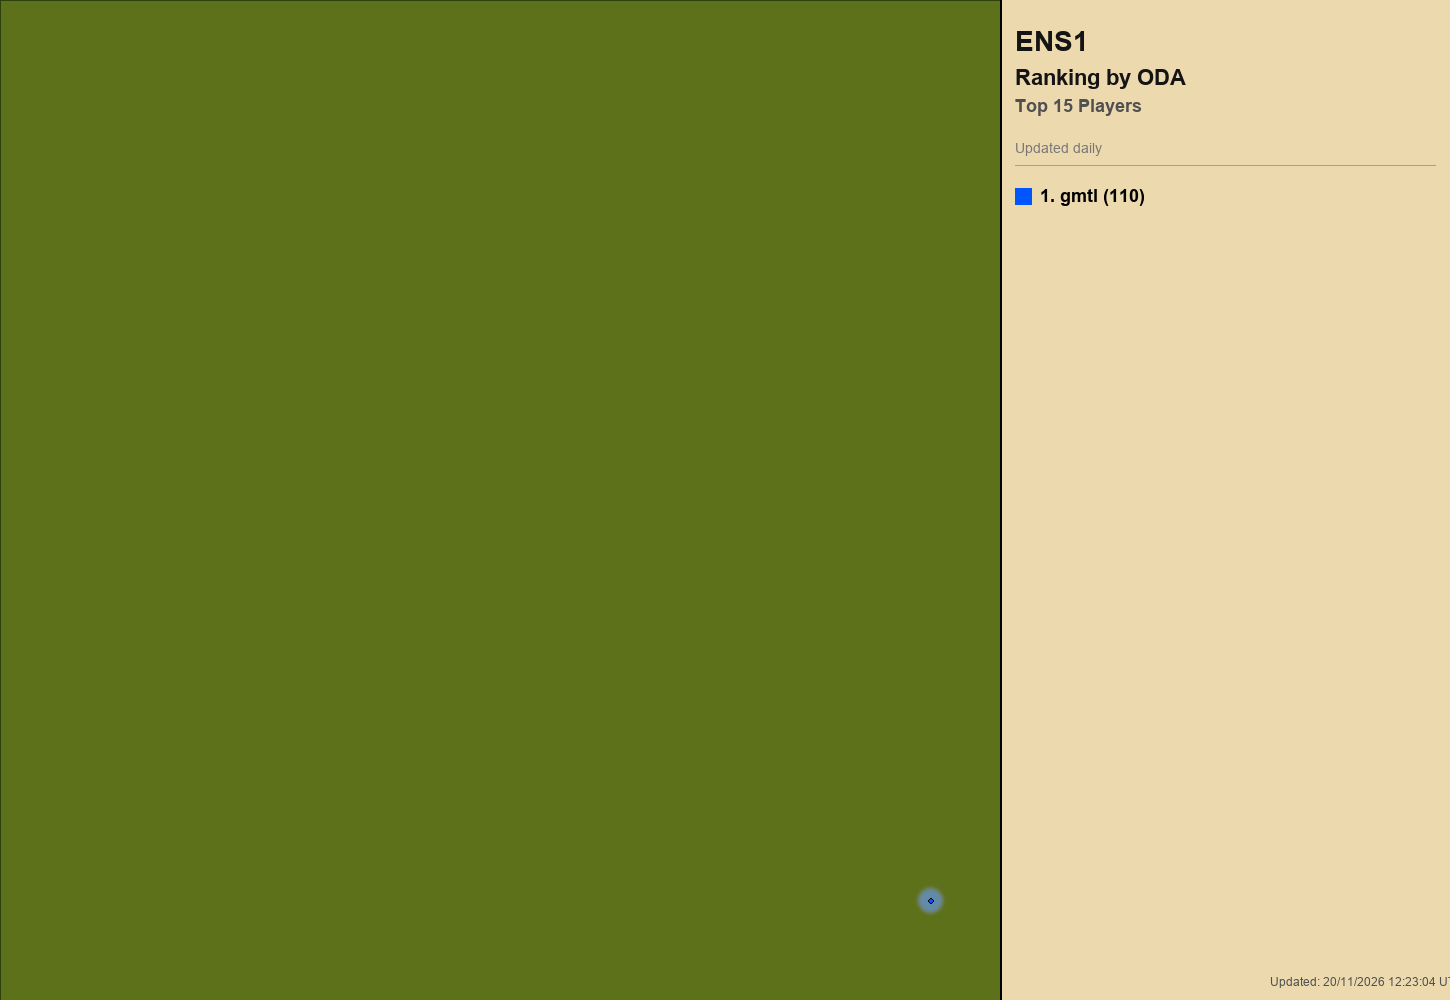 ENS1
Ranking by ODA
Top 15 Players
Updated daily
1. gmtl (110)
Updated: 20/11/2026 12:23:04